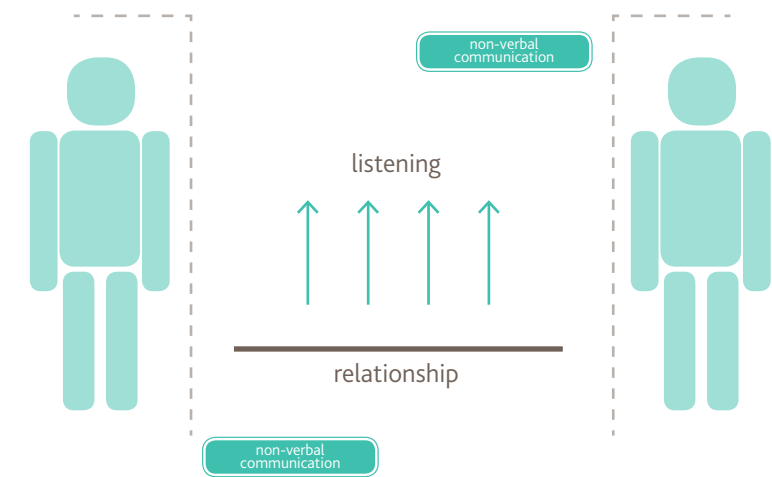 non-verbal
communication
listening
relationship
non-verbal
communication